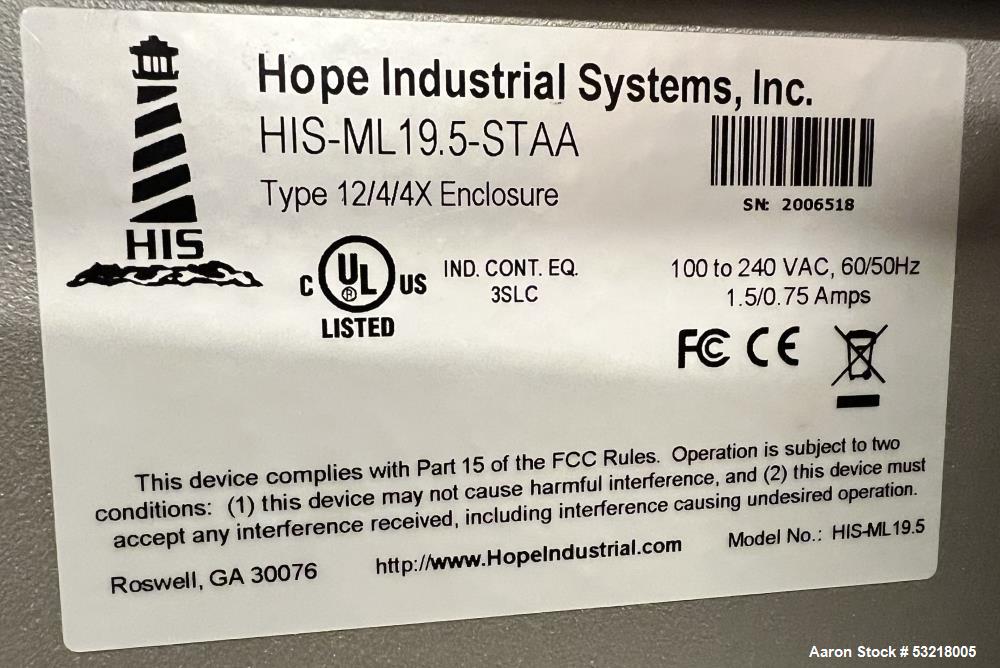 Hope Industrial Systems, Inc.
HIS-ML19.5-STAA
Type 12/4/4X Enclosure
SN: 2006518
HIS
C UL ® US
LISTED
IND. CONT. EQ.
3SLC
100 to 240 VAC, 60/50Hz
1.5/0.75 Amps
FC CE
This device complies with Part 15 of the FCC Rules. Operation is subject to two
conditions: (1) this device may not cause harmful interference, and (2) this device must
accept any interference received, including interference causing undesired operation.
Roswell, GA 30076
http://www.HopeIndustrial.com
Model No.: HIS-ML19.5
Aaron Stock # 53218005